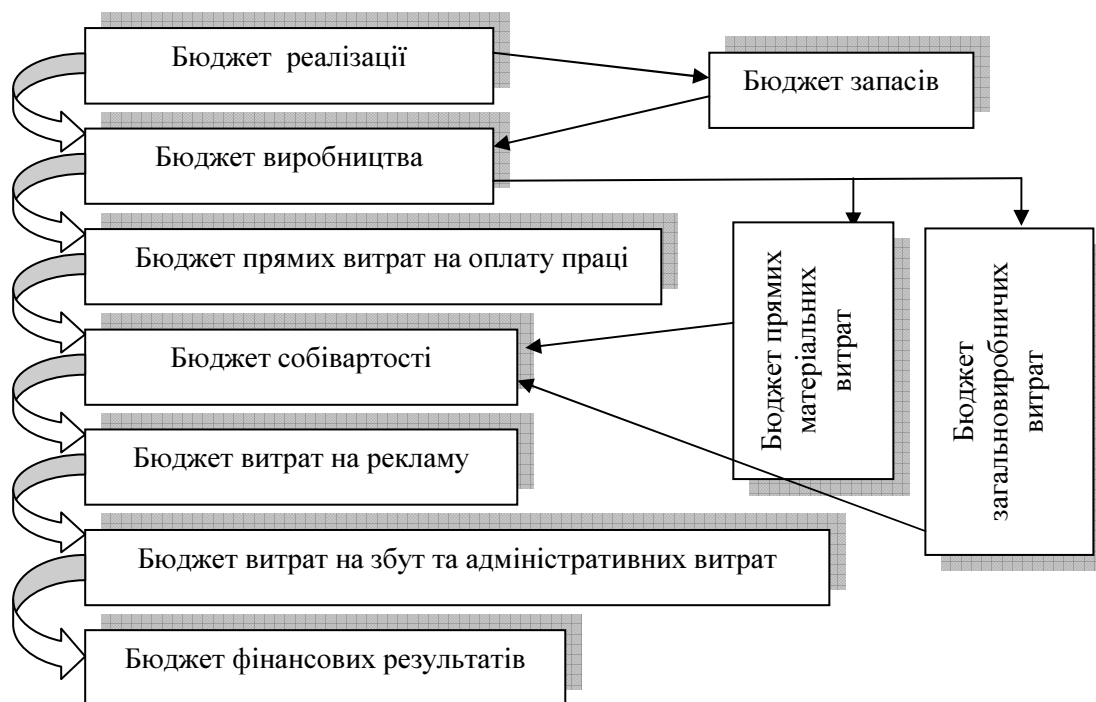 Бюджет реалізації
Бюджет запасів
Бюджет виробництва
Бюджет прямих витрат на оплату праці
Бюджет прямих
матеріальних
витрат
Бюджет
загальновиробничих
витрат
Бюджет собівартості
Бюджет витрат на рекламу
Бюджет витрат на збут та адміністративних витрат
Бюджет фінансових результатів